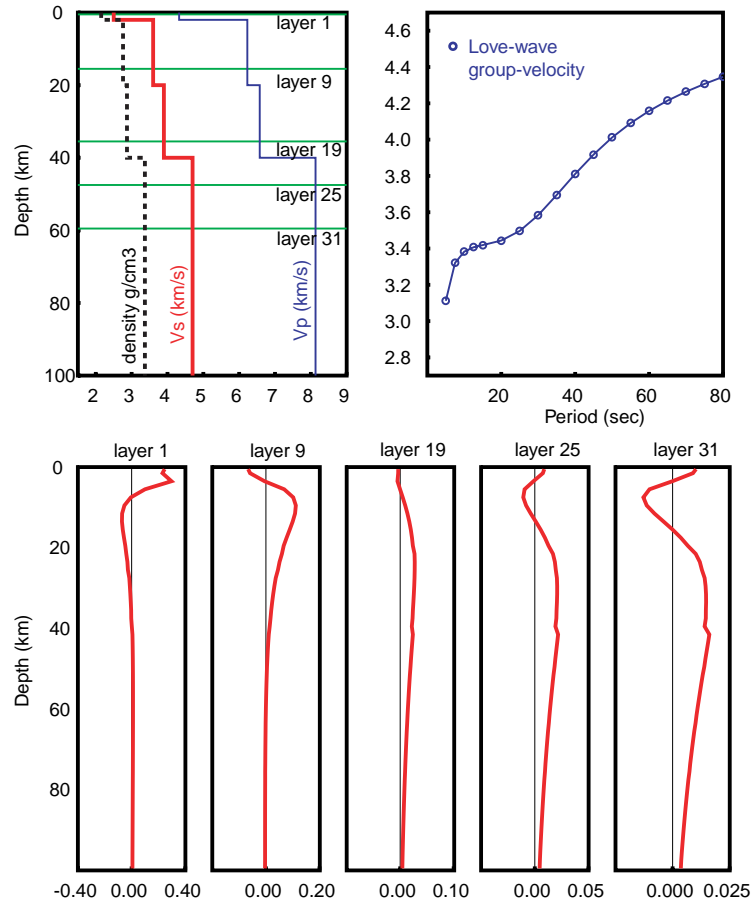 0
20
40
60
80
100
Depth (km)
layer 1
layer 9
layer 19
layer 25
layer 31
density g/cm3
Vs (km/s)
Vp (km/s)
2 3 4 5 6 7 8 9
4.6
4.4
4.2
4.0
3.8
3.6
3.4
3.2
3.0
2.8
Love-wave
group-velocity
20 40 60 80
Period (sec)
layer 1 layer 9 layer 19 layer 25 layer 31
0
20
40
60
80
Depth (km)
-0.40 0.00 0.40 0.00 0.20 0.00 0.10 0.00 0.05 0.000 0.025